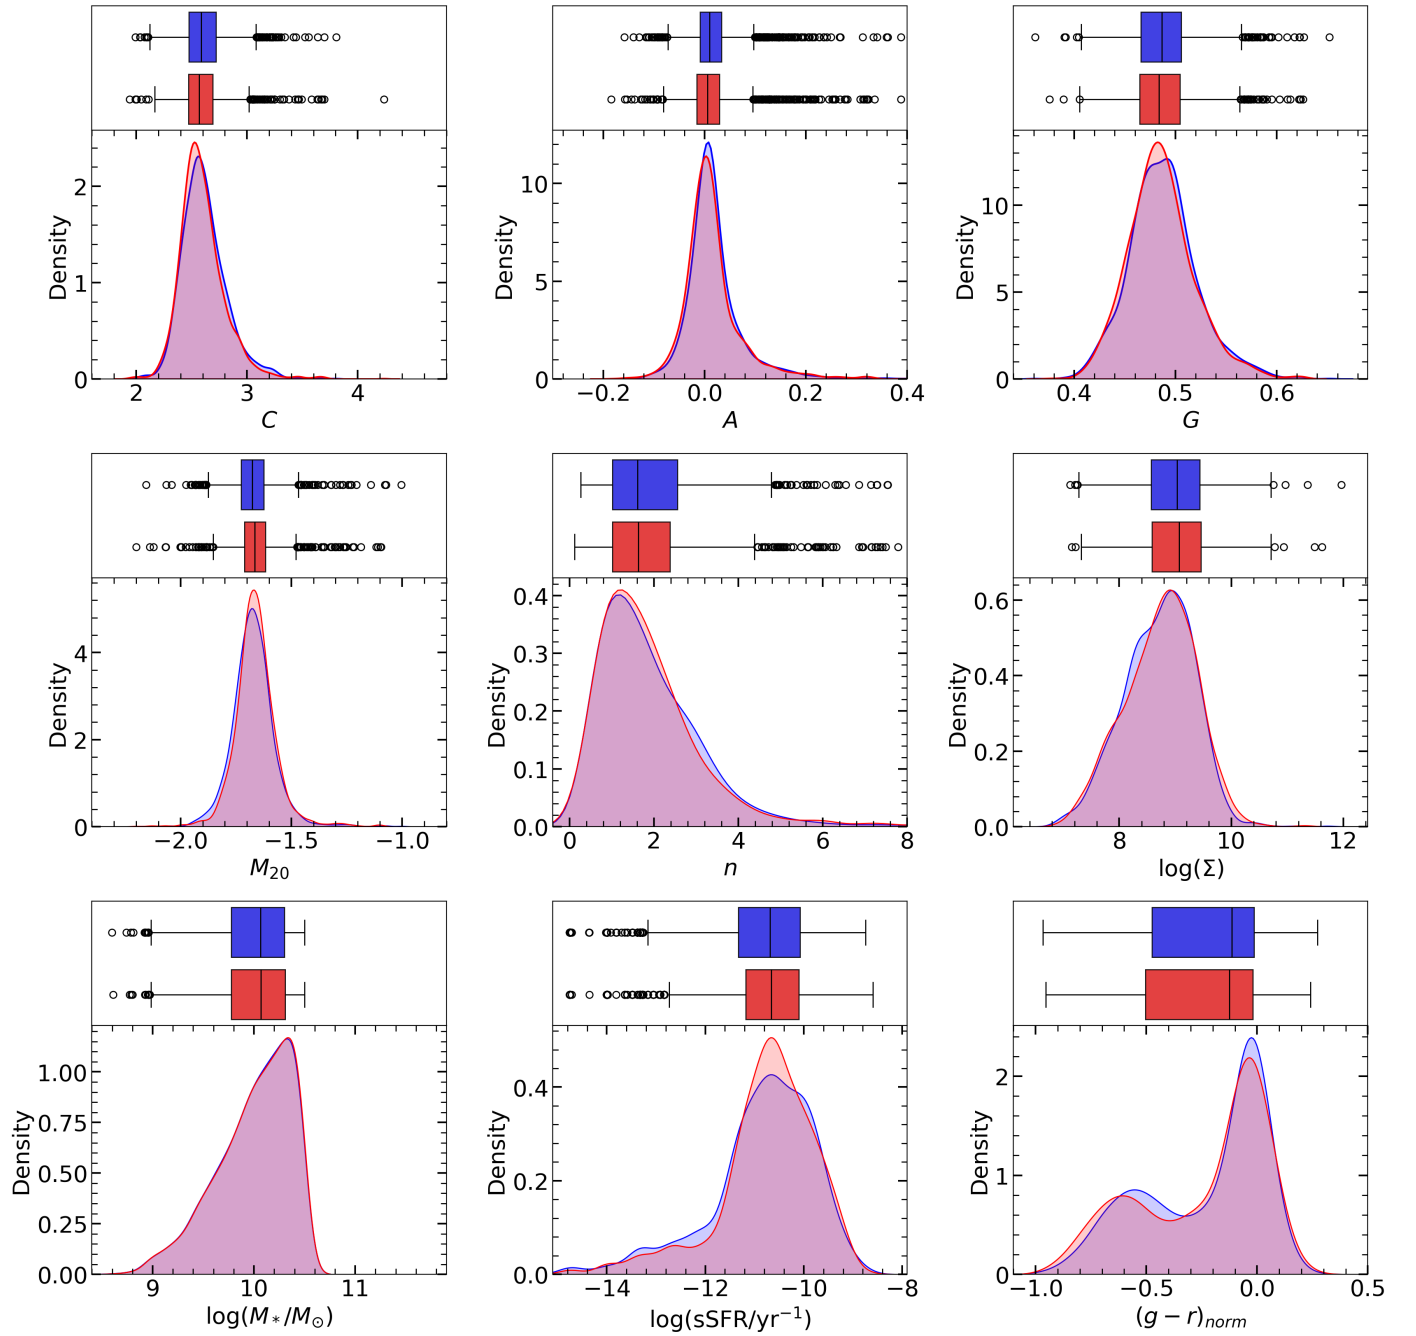 Density
0 1 2
2 3 4
C
Density
0 5 10
−0.2 0.0 0.2 0.4
A
Density
0 5 10
0.4 0.5 0.6
G
Density
0 2 4
−2.0 −1.5 −1.0
M₂₀
Density
0.0 0.1 0.2 0.3 0.4
0 2 4 6 8
n
Density
0.0 0.2 0.4 0.6
8 10 12
log(Σ)
Density
0.00 0.25 0.50 0.75 1.00
9 10 11
log(M∗/M⊙)
Density
0.0 0.2 0.4
−14 −12 −10 −8
log(sSFR/yr⁻¹)
Density
0 1 2
−1.0 −0.5 0.0 0.5
(g − r)norm